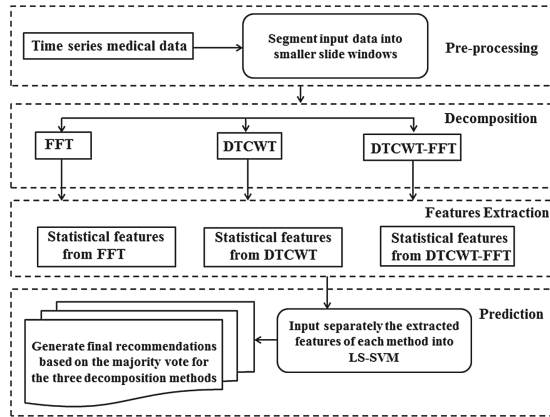 Time series medical data
Segment input data into
smaller slide windows
Pre-processing
Decomposition
FFT
DTCWT
DTCWT-FFT
Features Extraction
Statistical features
from FFT
Statistical features
from DTCWT
Statistical features
from DTCWT-FFT
Prediction
Generate final recommendations
based on the majority vote for
the three decomposition methods
Input separately the extracted
features of each method into
LS-SVM